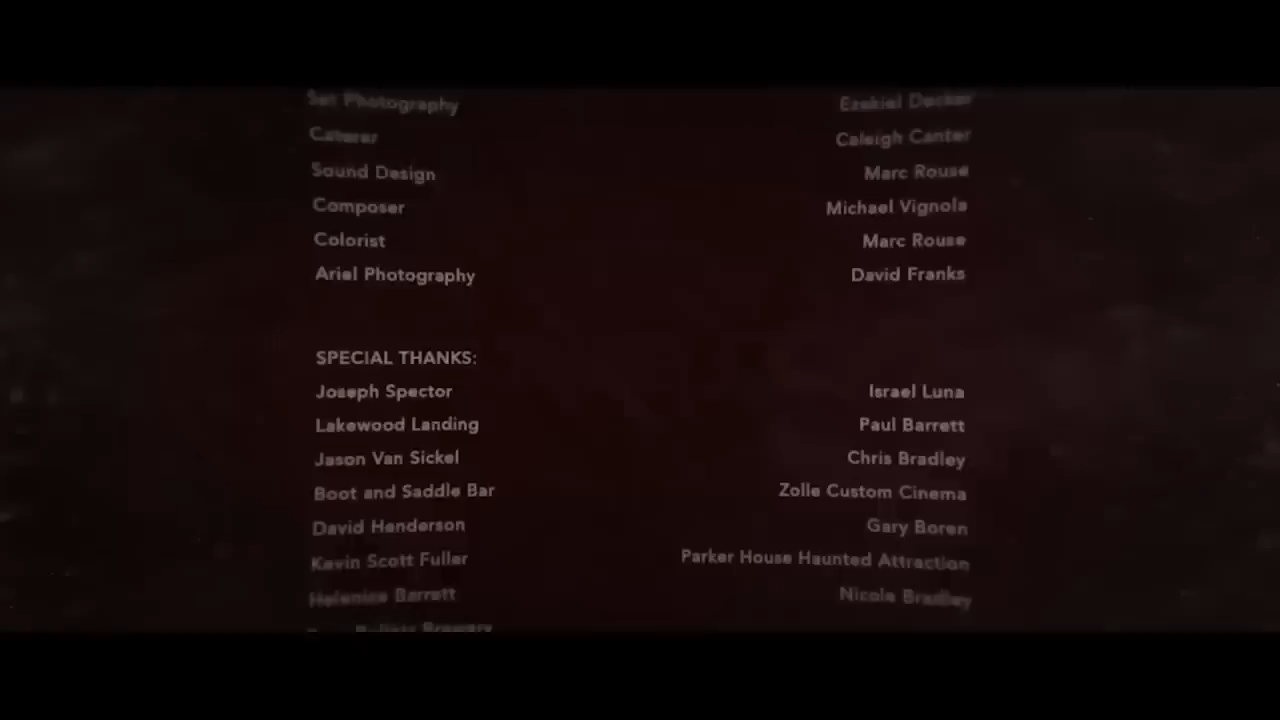 Set Photography Ezekiel Decker
Caterer Caleigh Canter
Sound Design Marc Rouse
Composer Michael Vignola
Colorist Marc Rouse
Ariel Photography David Franks
SPECIAL THANKS:
Joseph Spector Israel Luna
Lakewood Landing Paul Barrett
Jason Van Sickel Chris Bradley
Boot and Saddle Bar Zolle Custom Cinema
David Henderson Gary Boren
Kevin Scott Fuller Parker House Haunted Attraction
Barrett Nicole Bradley
Brewery